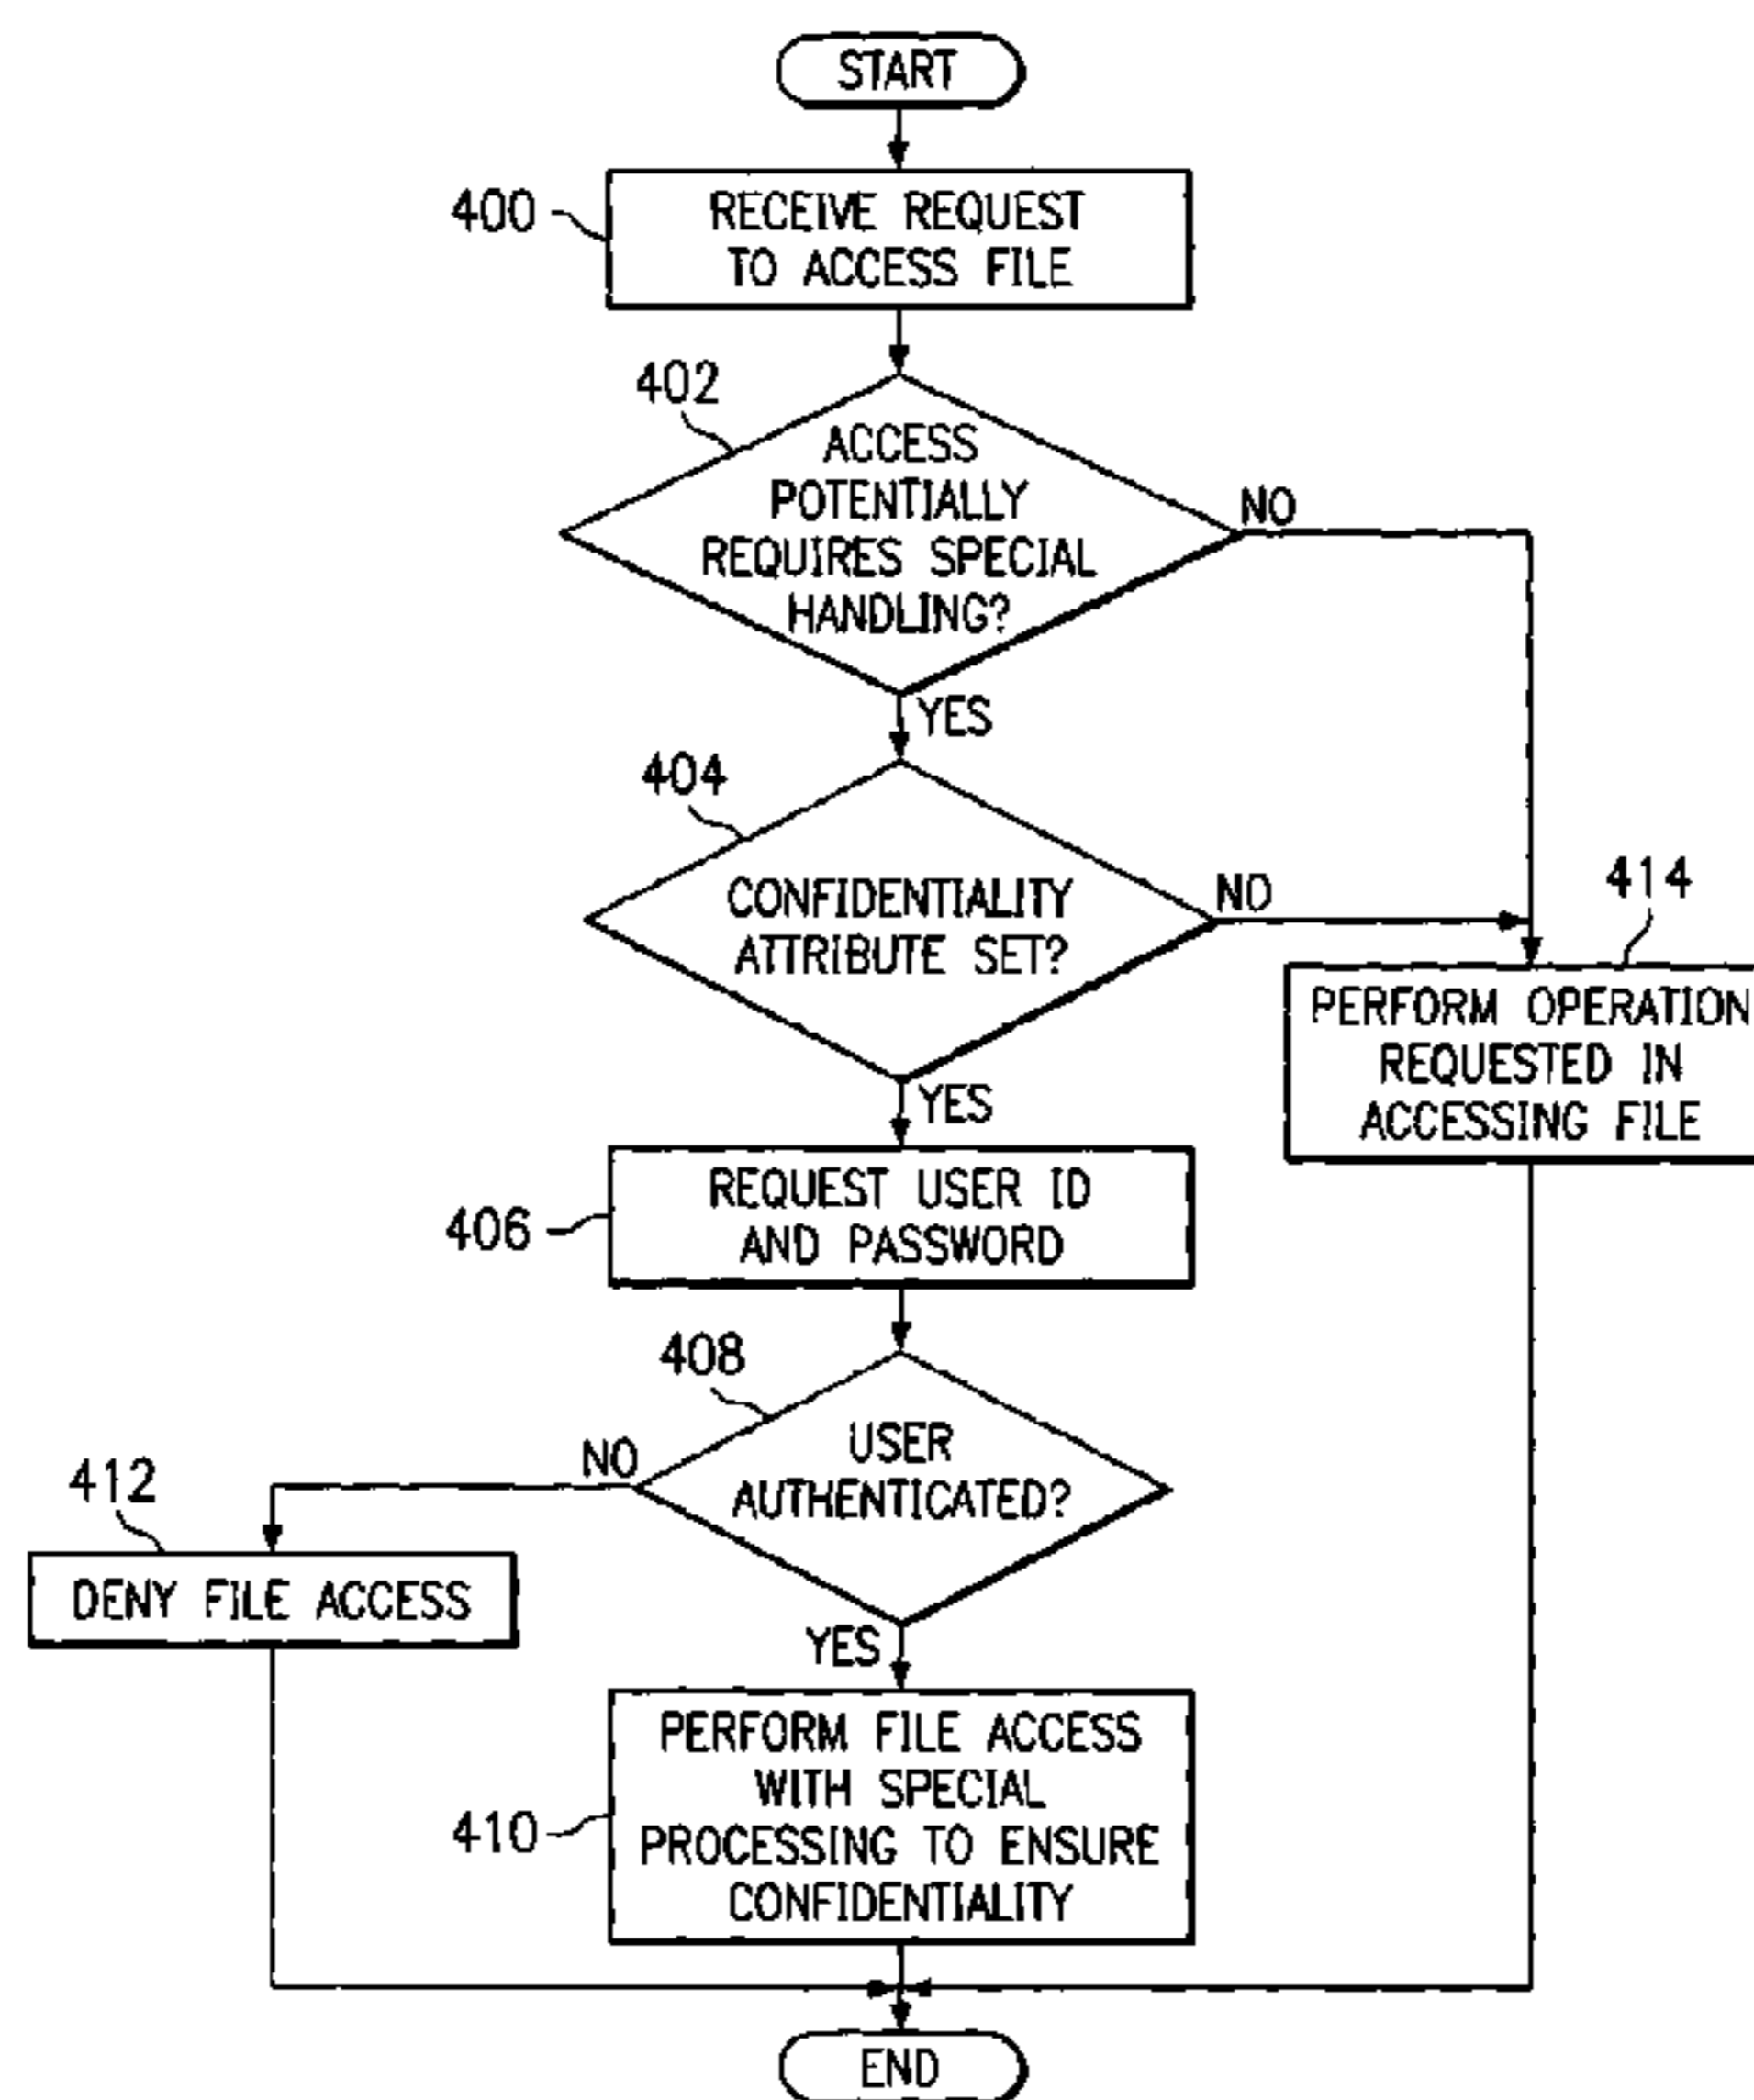 START
400
RECEIVE REQUEST
TO ACCESS FILE
402
ACCESS
POTENTIALLY
REQUIRES SPECIAL
HANDLING?
NO
YES
404
CONFIDENTIALITY
ATTRIBUTE SET?
NO
YES
414
PERFORM OPERATION
REQUESTED IN
ACCESSING FILE
406
REQUEST USER ID
AND PASSWORD
408
USER
AUTHENTICATED?
NO
YES
412
DENY FILE ACCESS
410
PERFORM FILE ACCESS
WITH SPECIAL
PROCESSING TO ENSURE
CONFIDENTIALITY
END